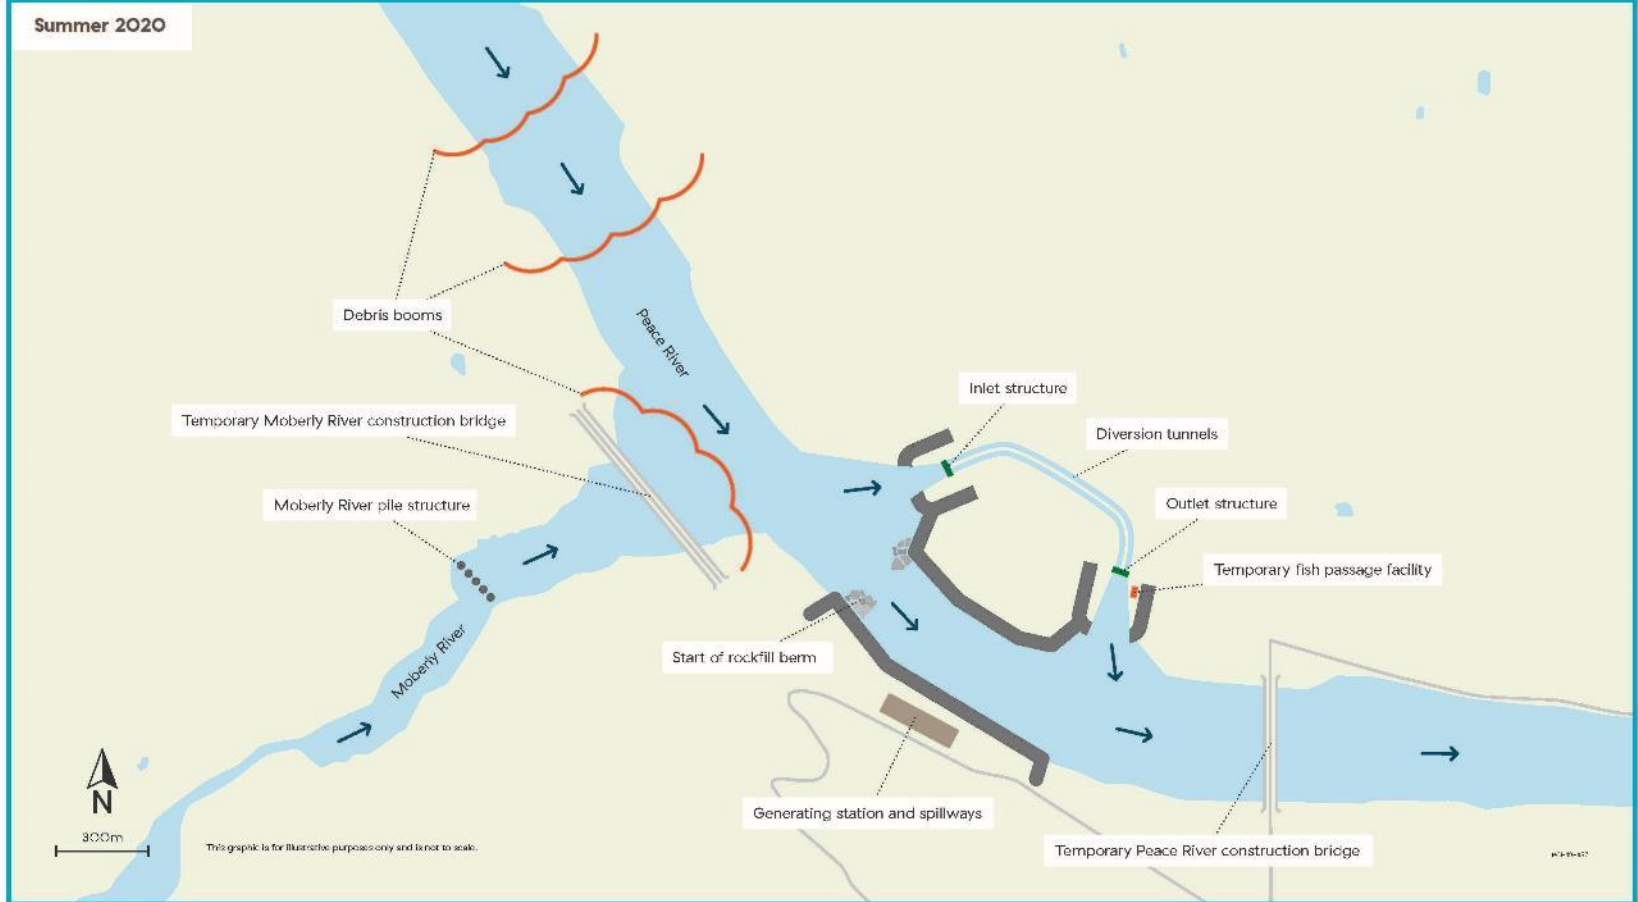 Summer 2020
Debris booms
Peace River
Inlet structure
Temporary Moberly River construction bridge
Diversion tunnels
Moberly River pile structure
Outlet structure
Temporary fish passage facility
Moberly River
Start of rockfill berm
Generating station and spillways
Temporary Peace River construction bridge
N
300m
This graphic is for illustrative purposes only and is not to scale.